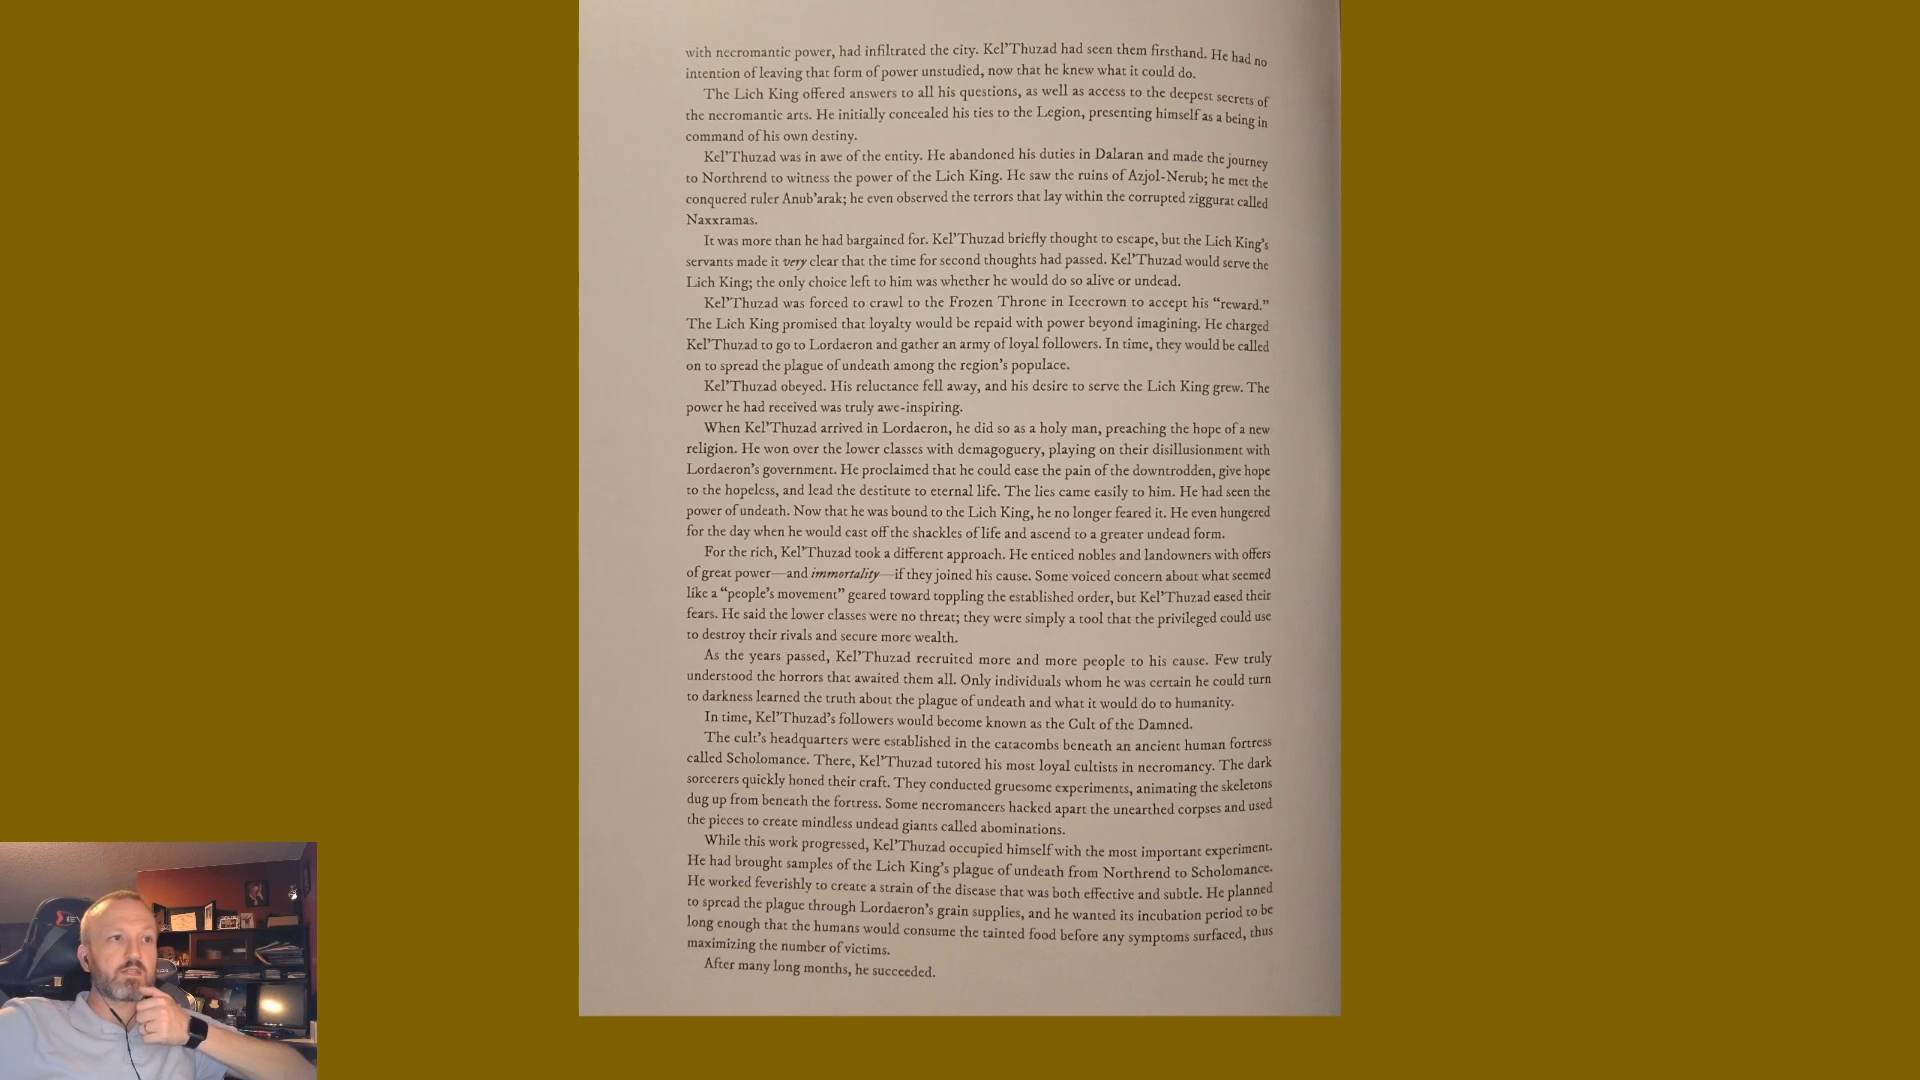 with necromantic power, had infiltrated the city. Kel'Thuzad had seen them firsthand. He had no
intention of leaving that form of power unstudied, now that he knew what it could do.
The Lich King offered answers to all his questions, as well as access to the deepest secrets of
the necromantic arts. He initially concealed his ties to the Legion, presenting himself as a being in
command of his own destiny.
Kel'Thuzad was in awe of the entity. He abandoned his duties in Dalaran and made the journey
to Northrend to witness the power of the Lich King. He saw the ruins of Azjol-Nerub; he met the
conquered ruler Anub'arak; he even observed the terrors that lay within the corrupted ziggurat called
Naxxramas.
It was more than he had bargained for. Kel'Thuzad briefly thought to escape, but the Lich King's
servants made it very clear that the time for second thoughts had passed. Kel'Thuzad would serve the
Lich King; the only choice left to him was whether he would do so alive or undead.
Kel'Thuzad was forced to crawl to the Frozen Throne in Icecrown to accept his “reward.”
The Lich King promised that loyalty would be repaid with power beyond imagining. He charged
Kel'Thuzad to go to Lordaeron and gather an army of loyal followers. In time, they would be called
on to spread the plague of undeath among the region's populace.
Kel'Thuzad obeyed. His reluctance fell away, and his desire to serve the Lich King grew. The
power he had received was truly awe-inspiring.
When Kel'Thuzad arrived in Lordaeron, he did so as a holy man, preaching the hope of a new
religion. He won over the lower classes with demagoguery, playing on their disillusionment with
Lordaeron's government. He proclaimed that he could ease the pain of the downtrodden, give hope
to the hopeless, and lead the destitute to eternal life. The lies came easily to him. He had seen the
power of undeath. Now that he was bound to the Lich King, he no longer feared it. He even hungered
for the day when he would cast off the shackles of life and ascend to a greater undead form.
For the rich, Kel'Thuzad took a different approach. He enticed nobles and landowners with offers
of great power—and immortality—if they joined his cause. Some voiced concern about what seemed
like a “people's movement” geared toward toppling the established order, but Kel'Thuzad eased their
fears. He said the lower classes were no threat; they were simply a tool that the privileged could use
to destroy their rivals and secure more wealth.
As the years passed, Kel'Thuzad recruited more and more people to his cause. Few truly
understood the horrors that awaited them all. Only individuals whom he was certain he could turn
to darkness learned the truth about the plague of undeath and what it would do to humanity.
In time, Kel'Thuzad's followers would become known as the Cult of the Damned.
The cult's headquarters were established in the catacombs beneath an ancient human fortress
called Scholomance. There, Kel'Thuzad tutored his most loyal cultists in necromancy. The dark
sorcerers quickly honed their craft. They conducted gruesome experiments, animating the skeletons
dug up from beneath the fortress. Some necromancers hacked apart the unearthed corpses and used
the pieces to create mindless undead giants called abominations.
While this work progressed, Kel'Thuzad occupied himself with the most important experiment.
He had brought samples of the Lich King's plague of undeath from Northrend to Scholomance.
He worked feverishly to create a strain of the disease that was both effective and subtle. He planned
to spread the plague through Lordaeron's grain supplies, and he wanted its incubation period to be
long enough that the humans would consume the tainted food before any symptoms surfaced, thus
maximizing the number of victims.
After many long months, he succeeded.